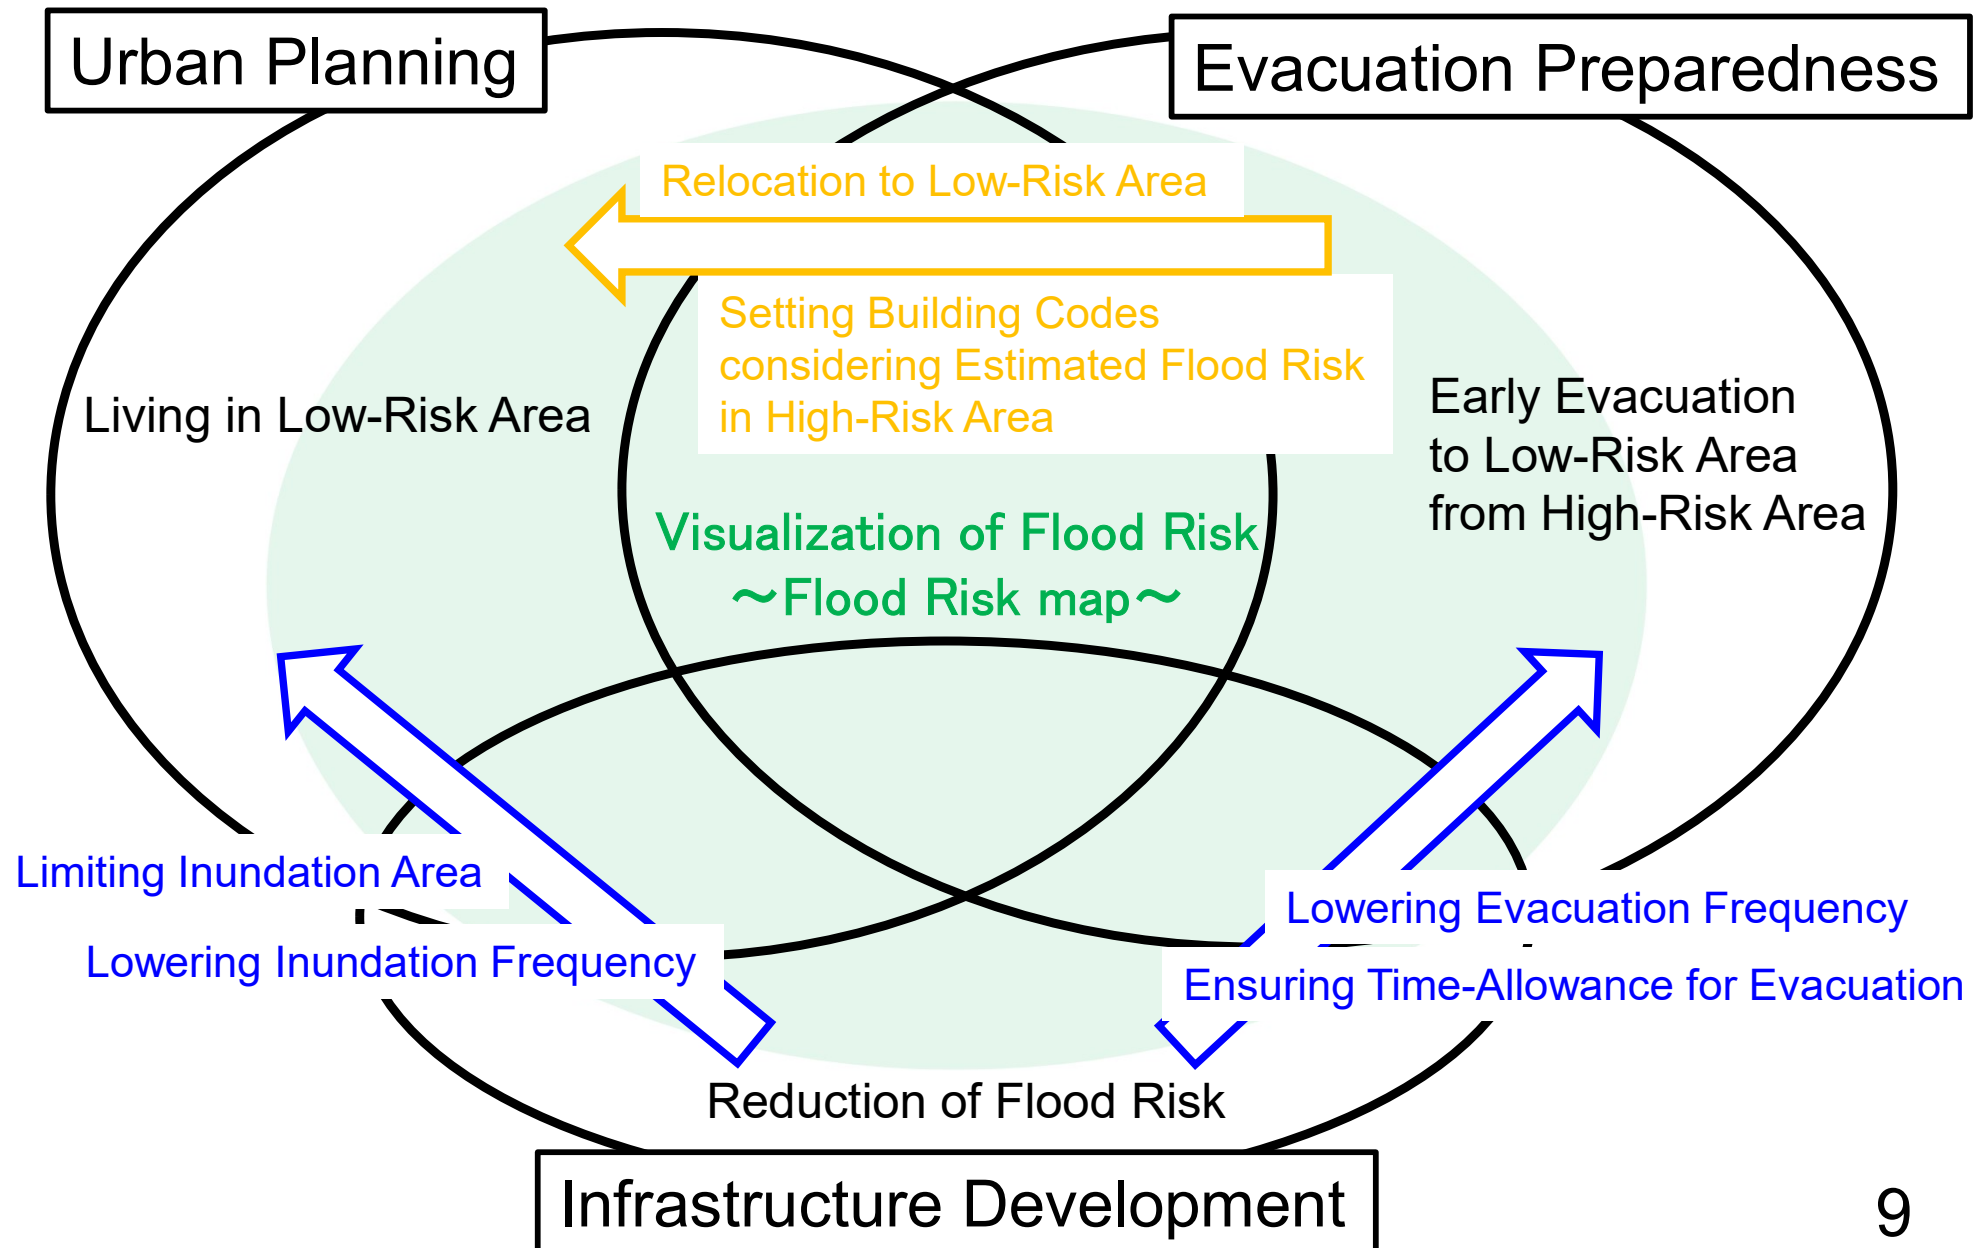 Urban Planning
Evacuation Preparedness
Relocation to Low-Risk Area
Setting Building Codes
considering Estimated Flood Risk
in High-Risk Area
Living in Low-Risk Area
Early Evacuation
to Low-Risk Area
from High-Risk Area
Visualization of Flood Risk
～Flood Risk map～
Limiting Inundation Area
Lowering Inundation Frequency
Lowering Evacuation Frequency
Ensuring Time-Allowance for Evacuation
Reduction of Flood Risk
Infrastructure Development
9